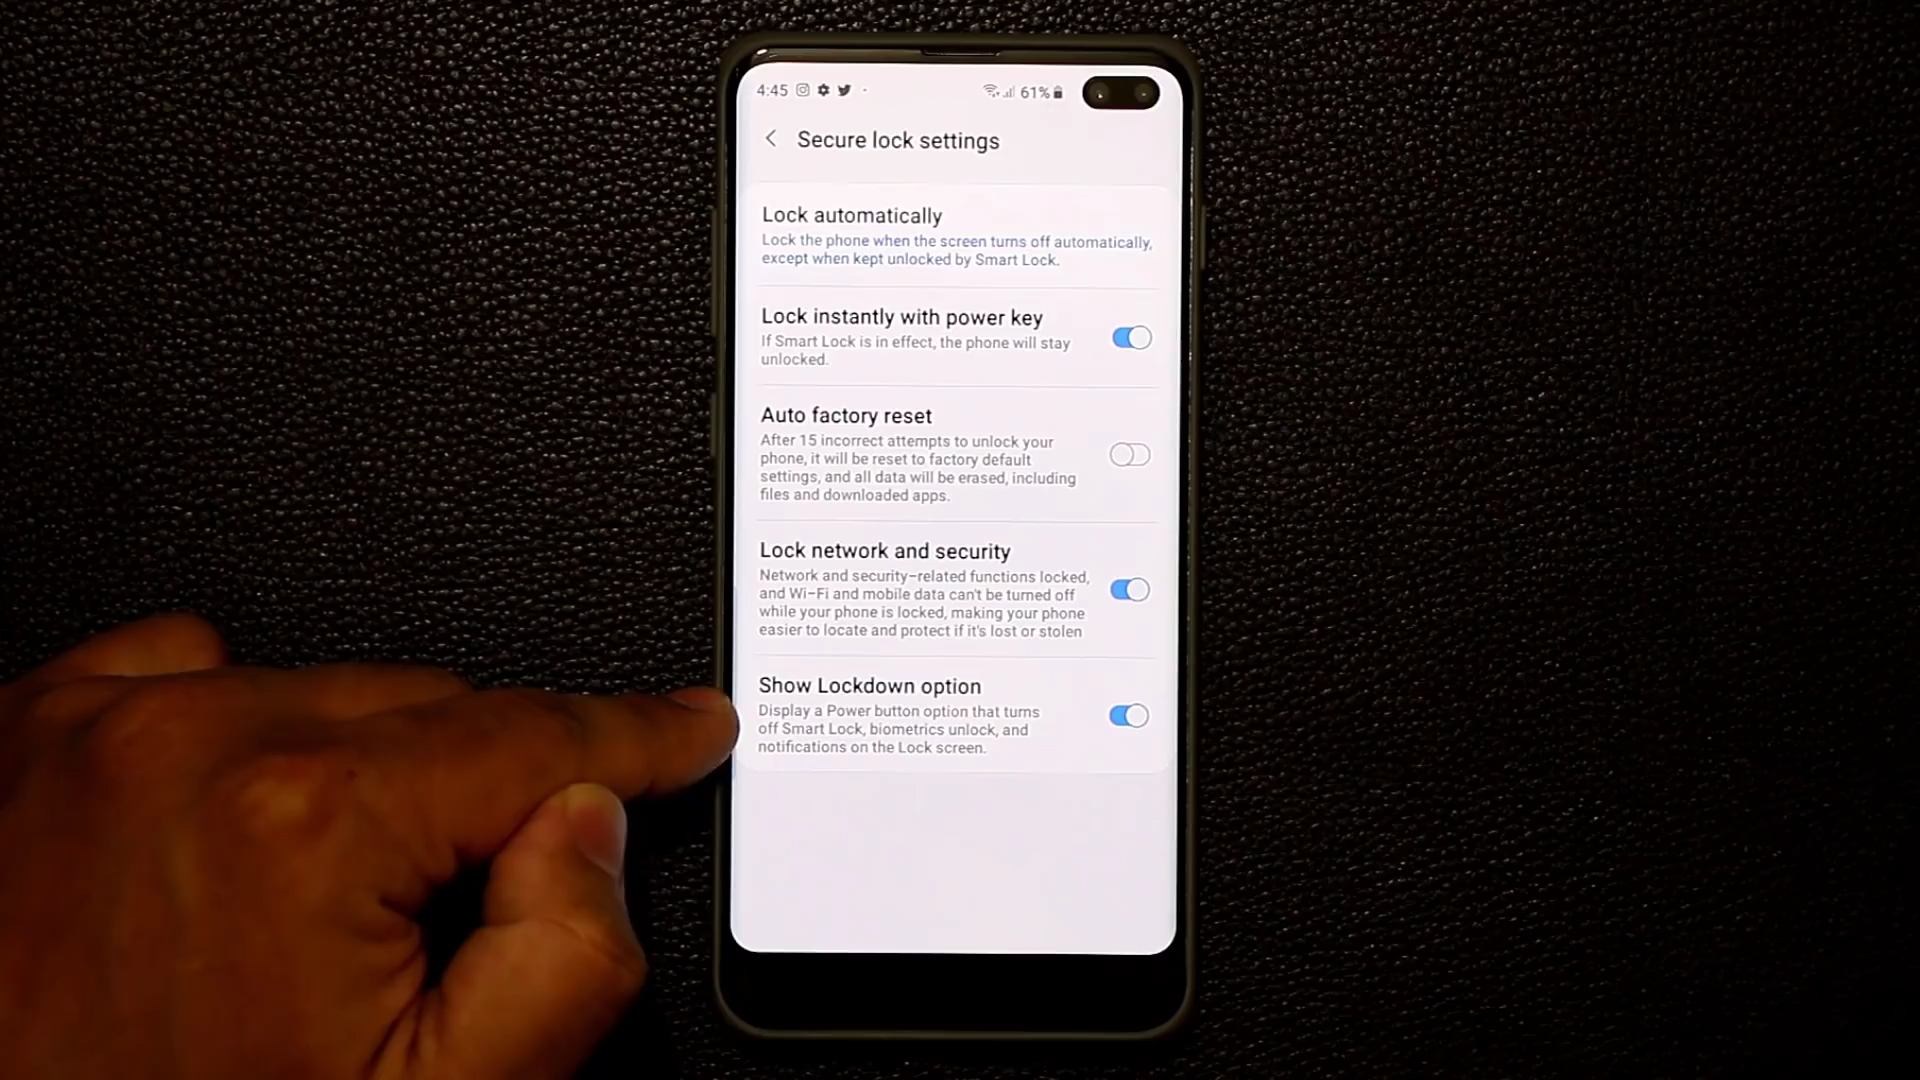 4:45
61%
Secure lock settings
Lock automatically
Lock the phone when the screen turns off automatically,
except when kept unlocked by Smart Lock.
Lock instantly with power key
If Smart Lock is in effect, the phone will stay
unlocked.
Auto factory reset
After 15 incorrect attempts to unlock your
phone, it will be reset to factory default
settings, and all data will be erased, including
files and downloaded apps.
Lock network and security
Network and security-related functions locked,
and Wi-Fi and mobile data can't be turned off
while your phone is locked, making your phone
easier to locate and protect if it's lost or stolen
Show Lockdown option
Display a Power button option that turns
off Smart Lock, biometrics unlock, and
notifications on the Lock screen.